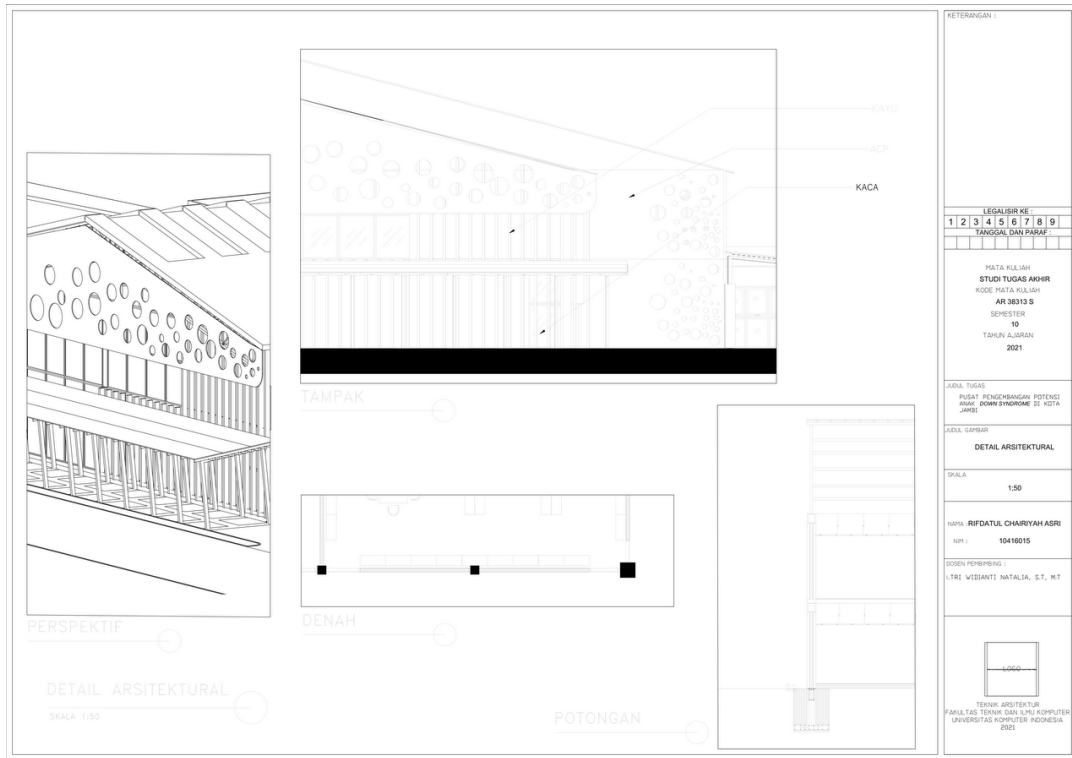 KAYU
ACP
KACA
TAMPAK
PERSPEKTIF
DENAH
DETAIL ARSITEKTURAL
SKALA 1:50
POTONGAN
KETERANGAN :
LEGALISIR KE :
1 2 3 4 5 6 7 8 9
TANGGAL DAN PARAF :
MATA KULIAH
STUDI TUGAS AKHIR
KODE MATA KULIAH
AR 38313 S
SEMESTER
10
TAHUN AJARAN
2021
JUDUL TUGAS
PUSAT PENGEMBANGAN POTENSI
ANAK DOWN SYNDROME DI KOTA
JAMBI
JUDUL GAMBAR
DETAIL ARSITEKTURAL
SKALA
1:50
NAMA : RIFDATUL CHAIRIYAH ASRI
NIM : 10416015
DOSEN PEMBIMBING :
1.TRI WIDIANTI NATALIA, S.T, M.T
LOGO
TEKNIK ARSITEKTUR
FAKULTAS TEKNIK DAN ILMU KOMPUTER
UNIVERSITAS KOMPUTER INDONESIA
2021